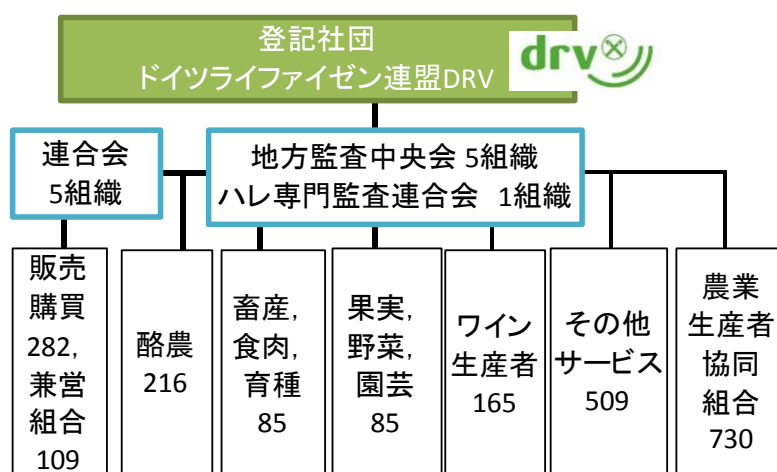 登記社団
ドイツライファイゼン連盟DRV
drv
連合会
5組織
地方監査中央会 5組織
ハレ専門監査連合会 1組織
販売
購買
282,
兼営
組合
109
酪農
216
畜産,
食肉,
育種
85
果実,
野菜,
園芸
85
ワイン
生産者
165
その他
サービス
509
農業
生産者
協同
組合
730